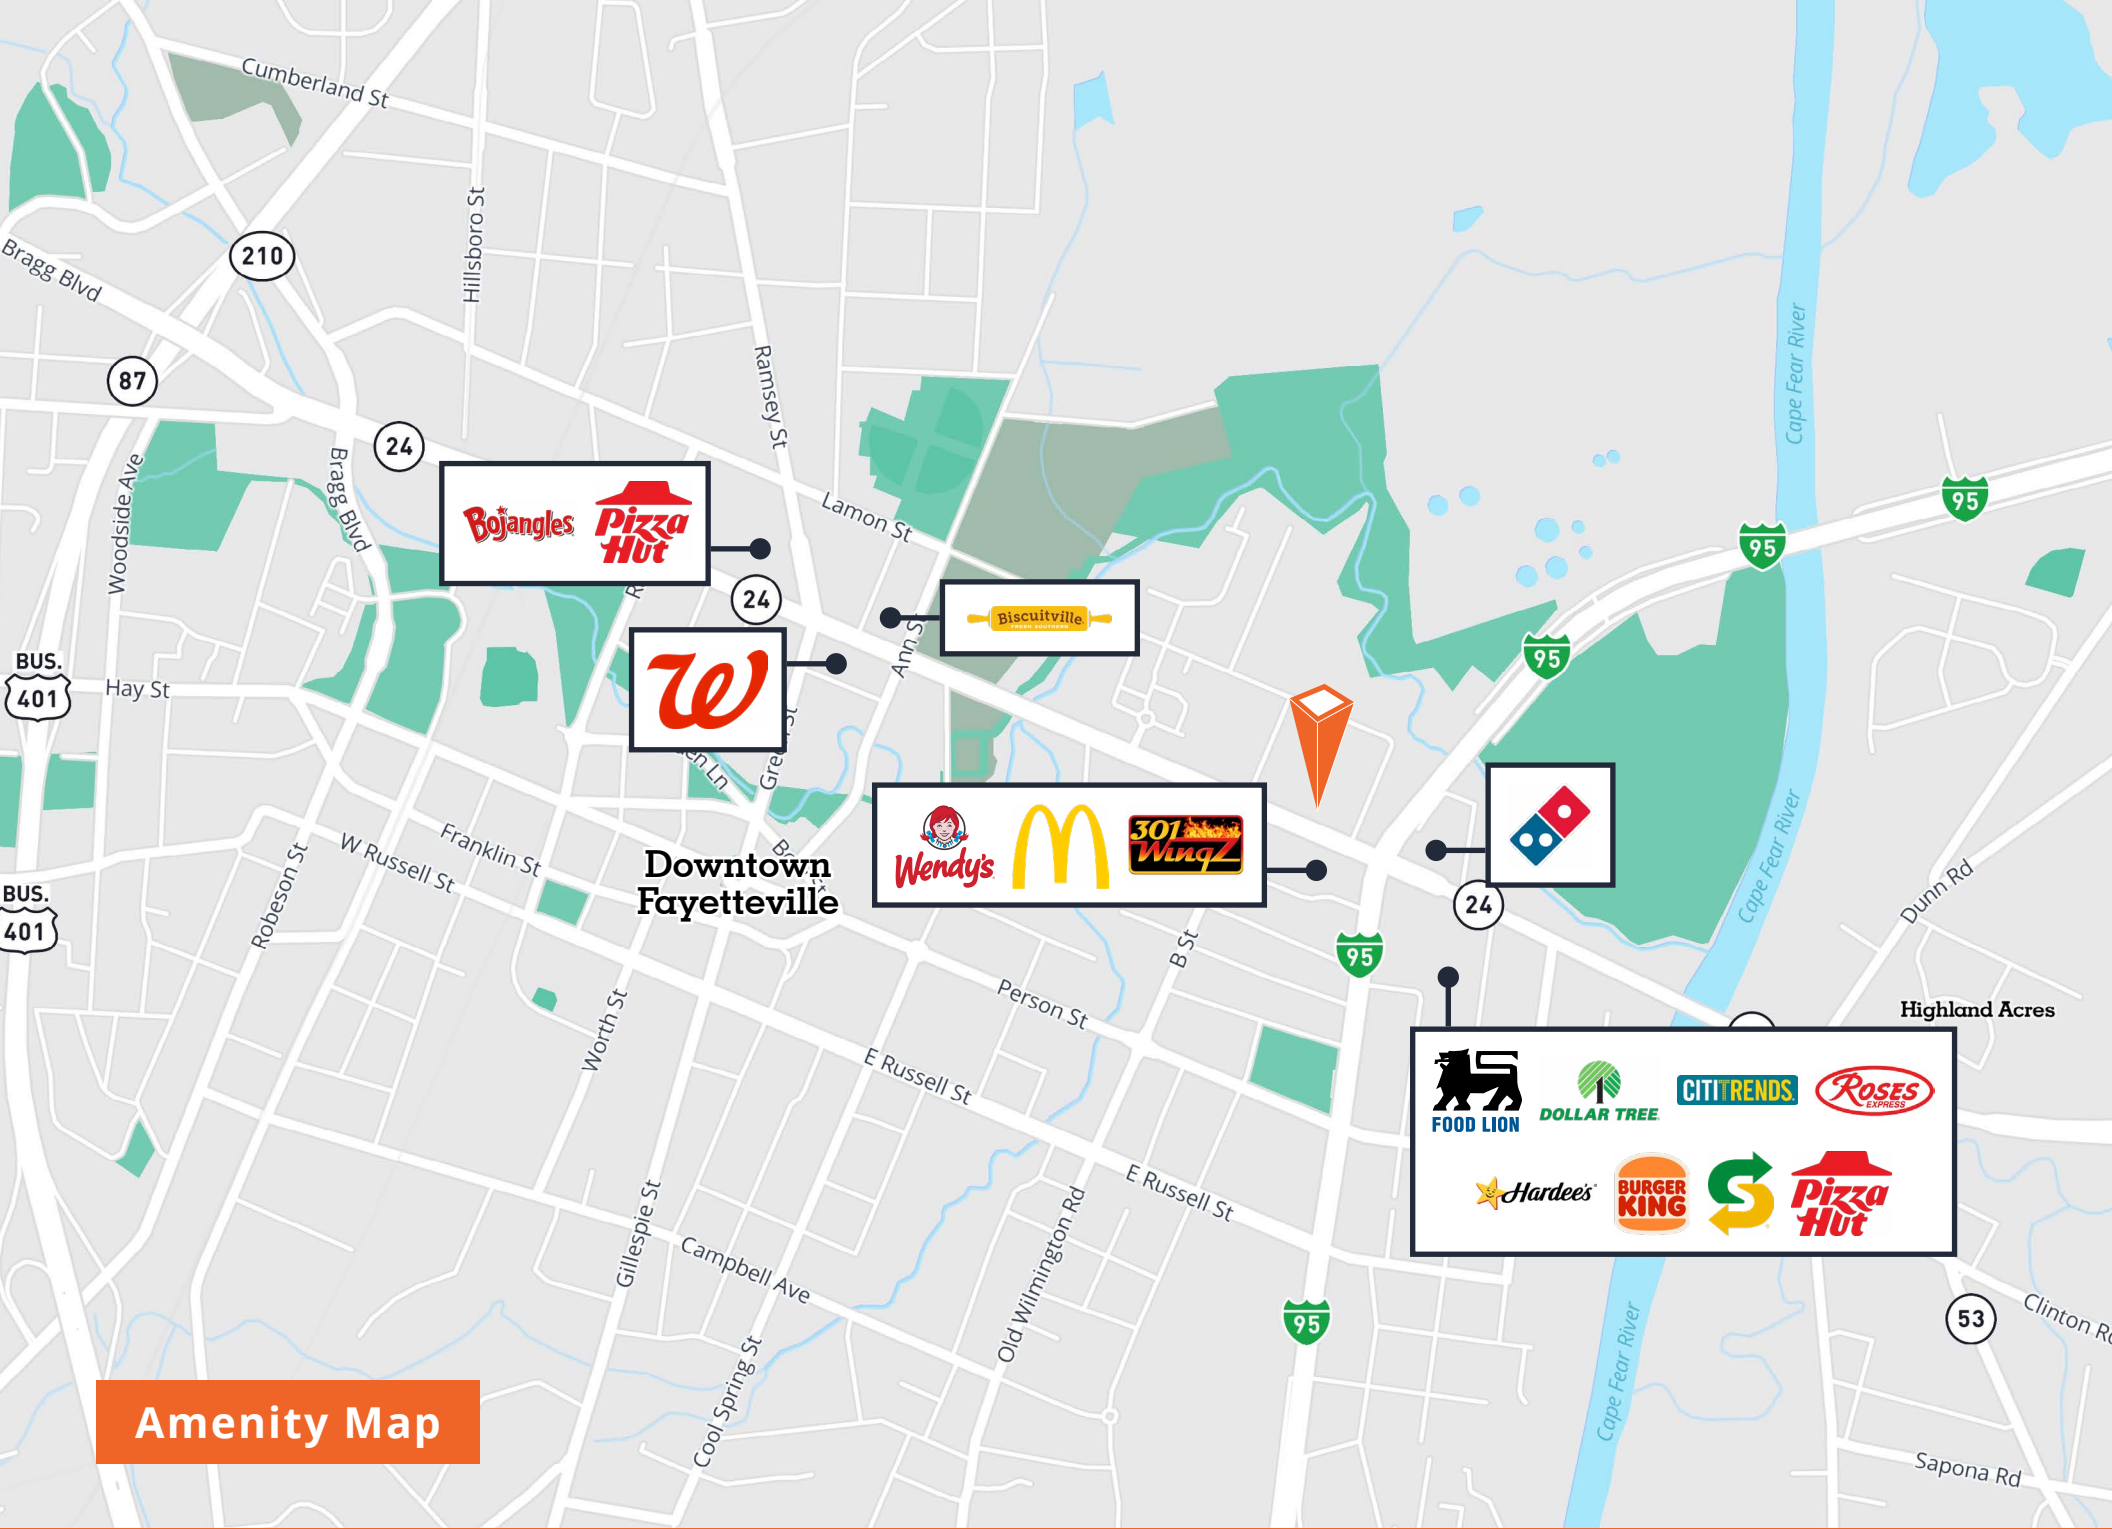 Cumberland St
Hillsboro St
210
Bragg Blvd
Cape Fear River
Ramsey St
87
24
Bragg Blvd
Woodside Ave
95
Bojangles
Pizza
Hut
Lamon St
95
24
Biscuitville
FRESH SOUTHERN
Ann St
95
BUS.
401
Hay St
W
Cape Fear River
Franklin St
W Russell St
Downtown
Fayetteville
Wendy's
M
301
WingZ
24
Dunn Rd
BUS.
401
Robeson St
B St
95
Person St
Highland Acres
Worth St
E Russell St
FOOD LION
DOLLAR TREE
CITITRENDS
ROSES
EXPRESS
Hardee's
BURGER
KING
S
Pizza
Hut
E Russell St
Gillespie St
Campbell Ave
Old Wilmington Rd
95
53
Clinton
Cape Fear River
Cool Spring St
Amenity Map
Sapona Rd